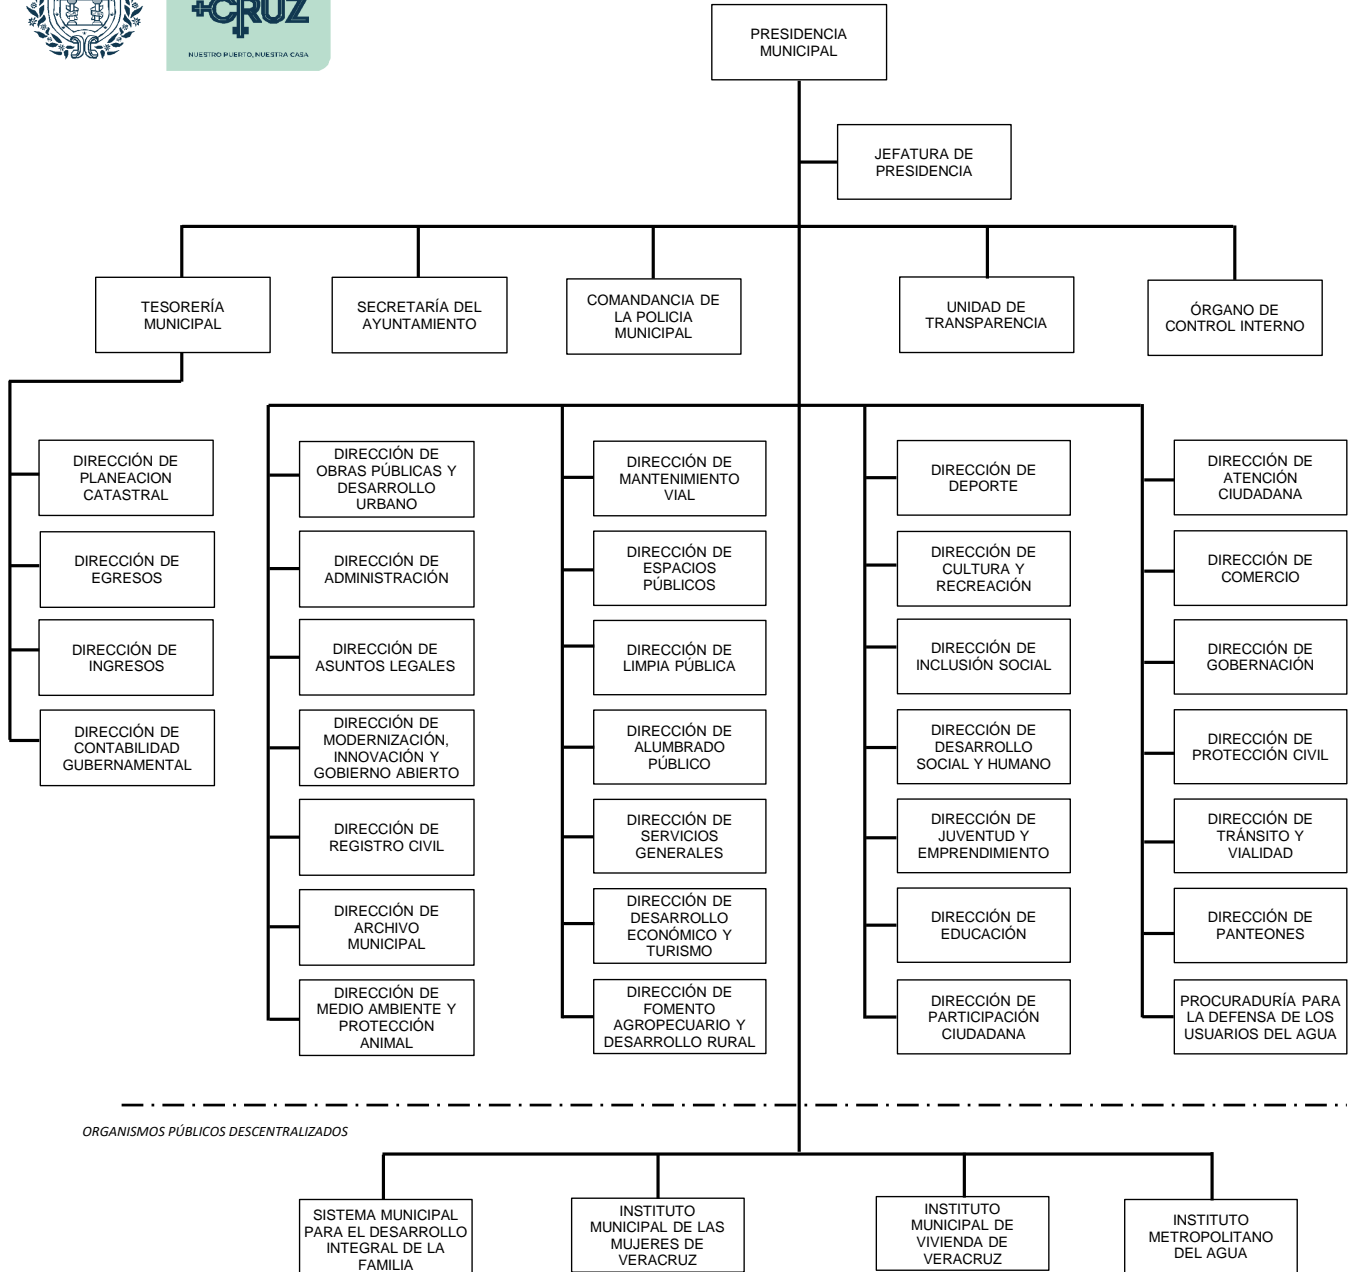 +CRUZ
NUESTRO PUERTO, NUESTRA CASA
PRESIDENCIA
MUNICIPAL
JEFATURA DE
PRESIDENCIA
TESORERÍA
MUNICIPAL
SECRETARÍA DEL
AYUNTAMIENTO
COMANDANCIA DE
LA POLICIA
MUNICIPAL
UNIDAD DE
TRANSPARENCIA
ÓRGANO DE
CONTROL INTERNO
DIRECCIÓN DE
PLANEACION
CATASTRAL
DIRECCIÓN DE
EGRESOS
DIRECCIÓN DE
INGRESOS
DIRECCIÓN DE
CONTABILIDAD
GUBERNAMENTAL
DIRECCIÓN DE
OBRAS PÚBLICAS Y
DESARROLLO
URBANO
DIRECCIÓN DE
ADMINISTRACIÓN
DIRECCIÓN DE
ASUNTOS LEGALES
DIRECCIÓN DE
MODERNIZACIÓN,
INNOVACIÓN Y
GOBIERNO ABIERTO
DIRECCIÓN DE
REGISTRO CIVIL
DIRECCIÓN DE
ARCHIVO
MUNICIPAL
DIRECCIÓN DE
MEDIO AMBIENTE Y
PROTECCIÓN
ANIMAL
DIRECCIÓN DE
MANTENIMIENTO
VIAL
DIRECCIÓN DE
ESPACIOS
PÚBLICOS
DIRECCIÓN DE
LIMPIA PÚBLICA
DIRECCIÓN DE
ALUMBRADO
PÚBLICO
DIRECCIÓN DE
SERVICIOS
GENERALES
DIRECCIÓN DE
DESARROLLO
ECONÓMICO Y
TURISMO
DIRECCIÓN DE
FOMENTO
AGROPECUARIO Y
DESARROLLO RURAL
DIRECCIÓN DE
DEPORTE
DIRECCIÓN DE
CULTURA Y
RECREACIÓN
DIRECCIÓN DE
INCLUSIÓN SOCIAL
DIRECCIÓN DE
DESARROLLO
SOCIAL Y HUMANO
DIRECCIÓN DE
JUVENTUD Y
EMPRENDIMIENTO
DIRECCIÓN DE
EDUCACIÓN
DIRECCIÓN DE
PARTICIPACIÓN
CIUDADANA
DIRECCIÓN DE
ATENCIÓN
CIUDADANA
DIRECCIÓN DE
COMERCIO
DIRECCIÓN DE
GOBERNACIÓN
DIRECCIÓN DE
PROTECCIÓN CIVIL
DIRECCIÓN DE
TRÁNSITO Y
VIALIDAD
DIRECCIÓN DE
PANTEONES
PROCURADURÍA PARA
LA DEFENSA DE LOS
USUARIOS DEL AGUA
ORGANISMOS PÚBLICOS DESCENTRALIZADOS
SISTEMA MUNICIPAL
PARA EL DESARROLLO
INTEGRAL DE LA
FAMILIA
INSTITUTO
MUNICIPAL DE LAS
MUJERES DE
VERACRUZ
INSTITUTO
MUNICIPAL DE
VIVIENDA DE
VERACRUZ
INSTITUTO
METROPOLITANO
DEL AGUA